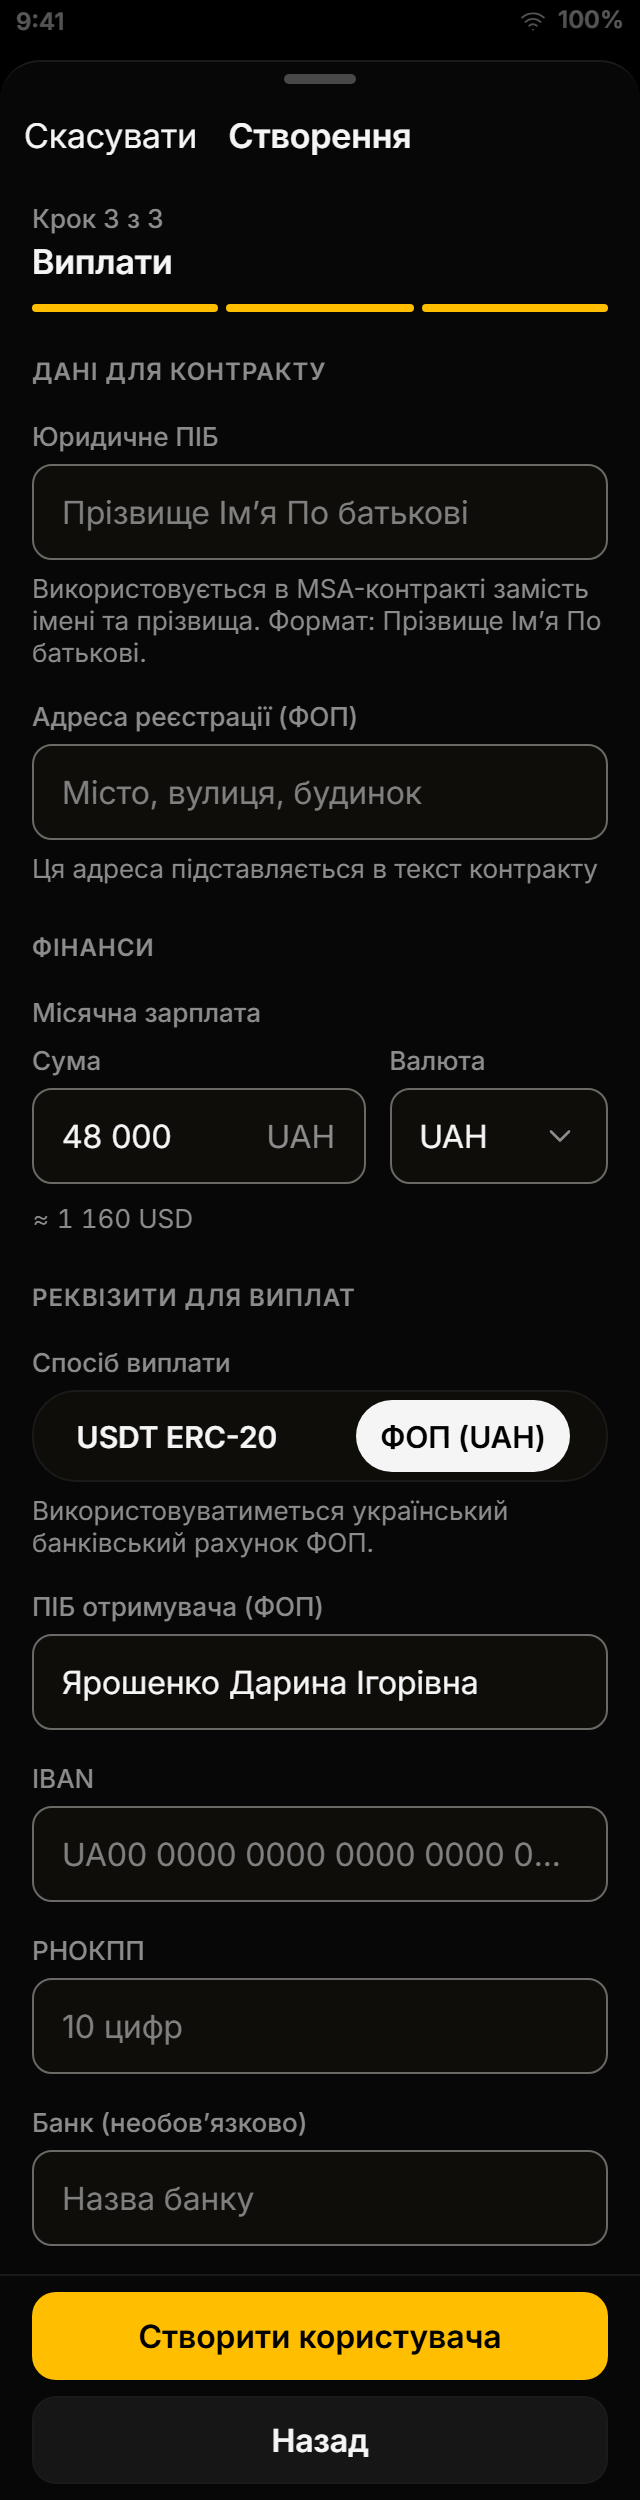 9:41
100%
Скасувати Створення
Крок 3 з 3
Виплати
ДАНІ ДЛЯ КОНТРАКТУ
Юридичне ПІБ
Прізвище Ім’я По батькові
Використовується в MSA-контракті замість
імені та прізвища. Формат: Прізвище Ім’я По
батькові.
Адреса реєстрації (ФОП)
Місто, вулиця, будинок
Ця адреса підставляється в текст контракту
ФІНАНСИ
Місячна зарплата
Сума Валюта
48 000 UAH UAH
≈ 1 160 USD
РЕКВІЗИТИ ДЛЯ ВИПЛАТ
Спосіб виплати
USDT ERC-20 ФОП (UAH)
Використовуватиметься український
банківський рахунок ФОП.
ПІБ отримувача (ФОП)
Ярошенко Дарина Ігорівна
IBAN
UA00 0000 0000 0000 0000 0...
РНОКПП
10 цифр
Банк (необов’язково)
Назва банку
Створити користувача
Назад